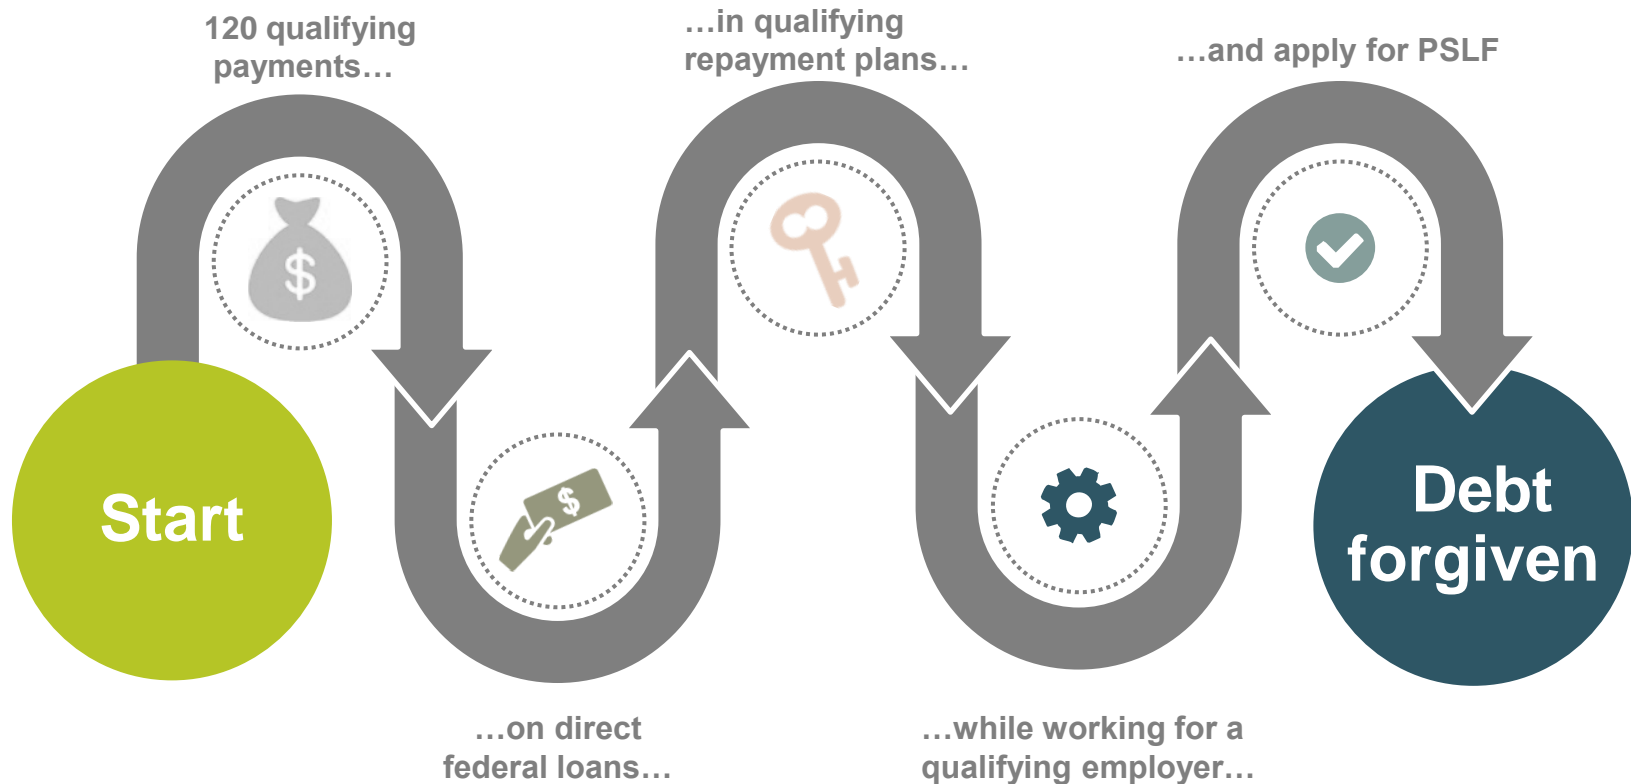 Start
120 qualifying
payments…
$
…on direct
federal loans…
$
…in qualifying
repayment plans…
…while working for a
qualifying employer…
…and apply for PSLF
Debt
forgiven